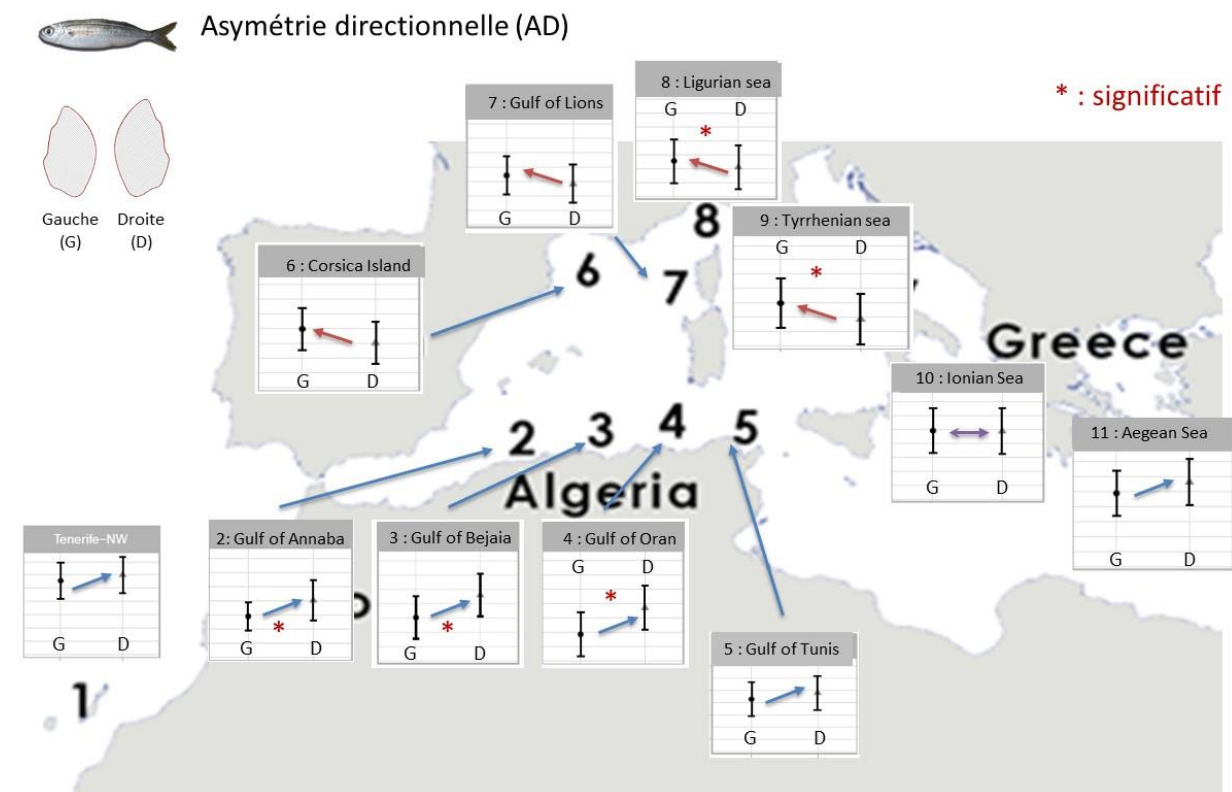 Asymétrie directionnelle (AD)
* : significatif
Gauche
(G)
Droite
(D)
7 : Gulf of Lions
G D
8 : Ligurian sea
G D
*
6 : Corsica Island
G D
9 : Tyrrhenian sea
G D
*
8
6
7
Greece
10 : Ionian Sea
G D
11 : Aegean Sea
G D
2
3
4
5
Algeria
Tenerife-NW
G D
2: Gulf of Annaba
*
G D
3 : Gulf of Bejaia
*
G D
4 : Gulf of Oran
G D
*
5 : Gulf of Tunis
G D
1